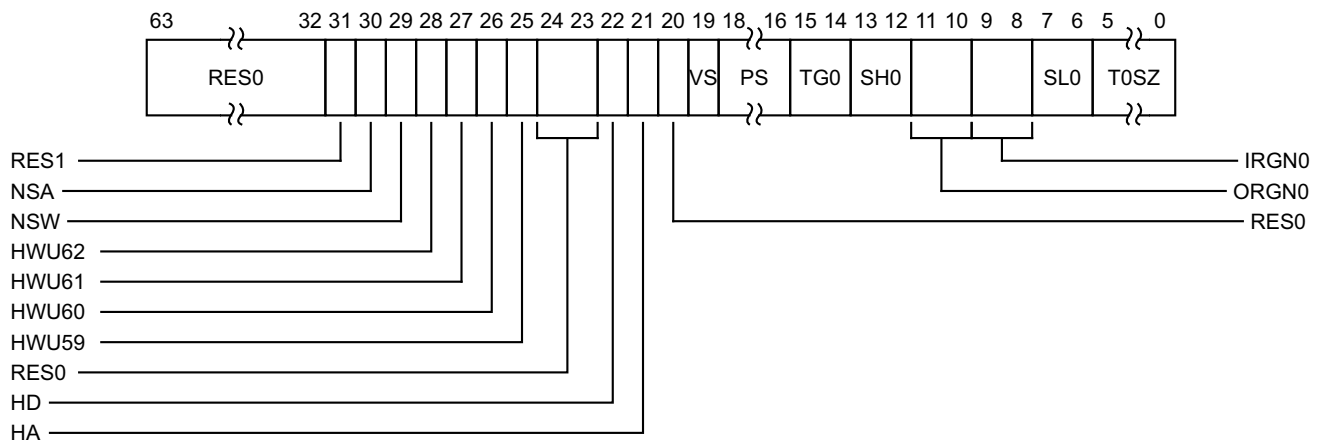 63 32 31 30 29 28 27 26 25 24 23 22 21 20 19 18 16 15 14 13 12 11 10 9 8 7 6 5 0
RES0 VS PS TG0 SH0 SL0 T0SZ
RES1 IRGN0
NSA ORGN0
NSW RES0
HWU62
HWU61
HWU60
HWU59
RES0
HD
HA